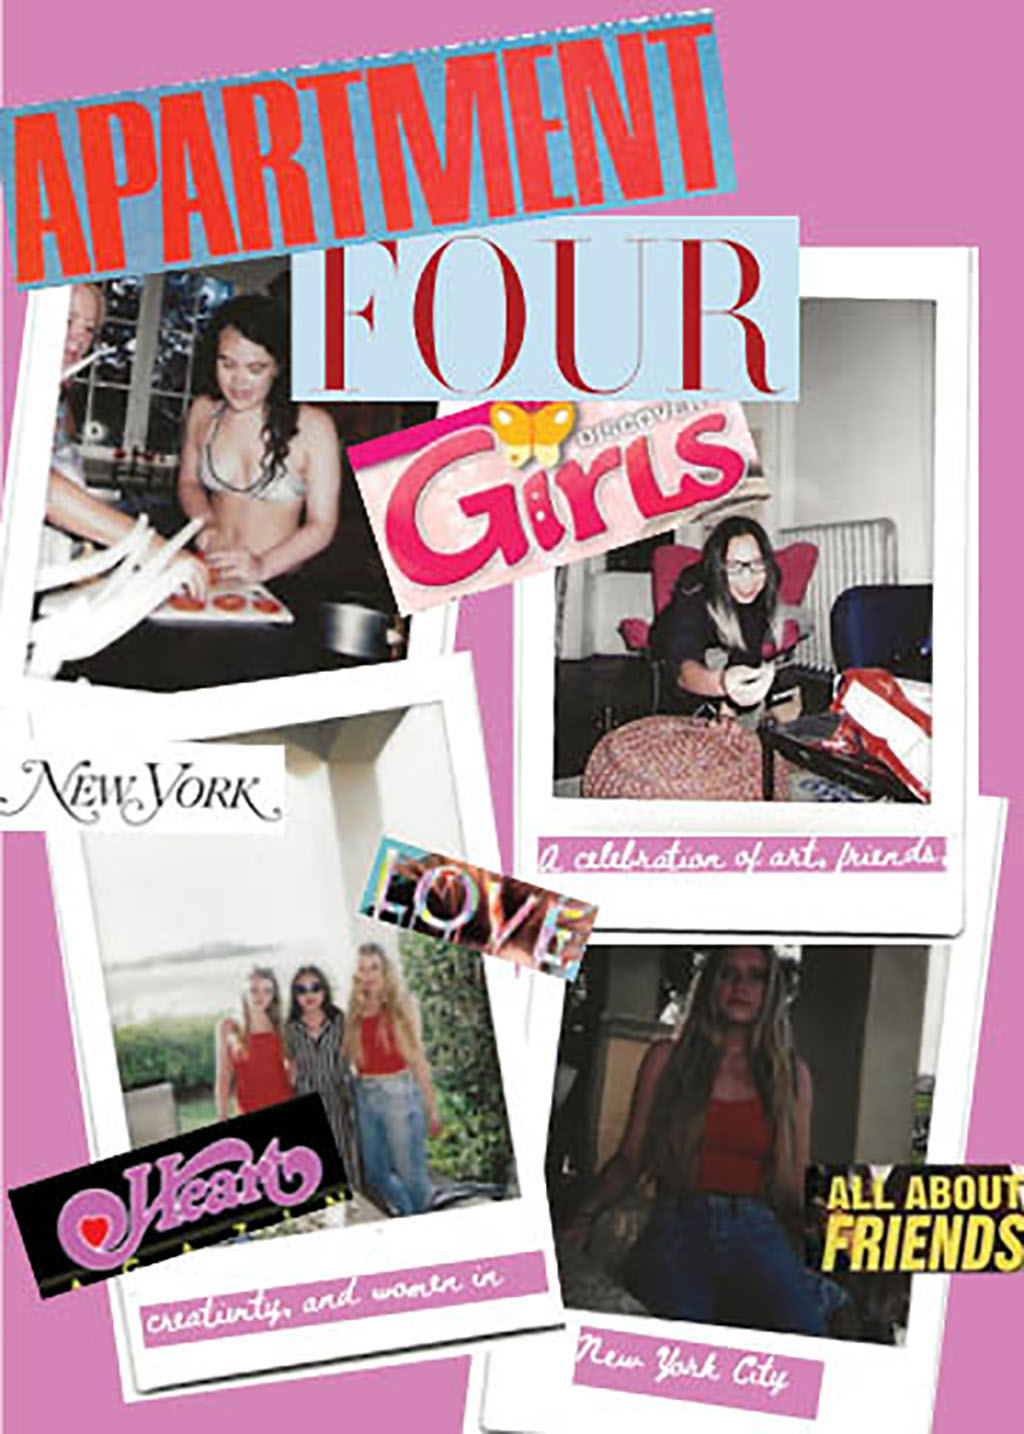 APARTMENT
FOUR
DISCOVERY
GIRLS
NEW YORK
A celebration of art, friends,
LOVE
Heart
ALL ABOUT
FRIENDS
creativity, and women in
New York City